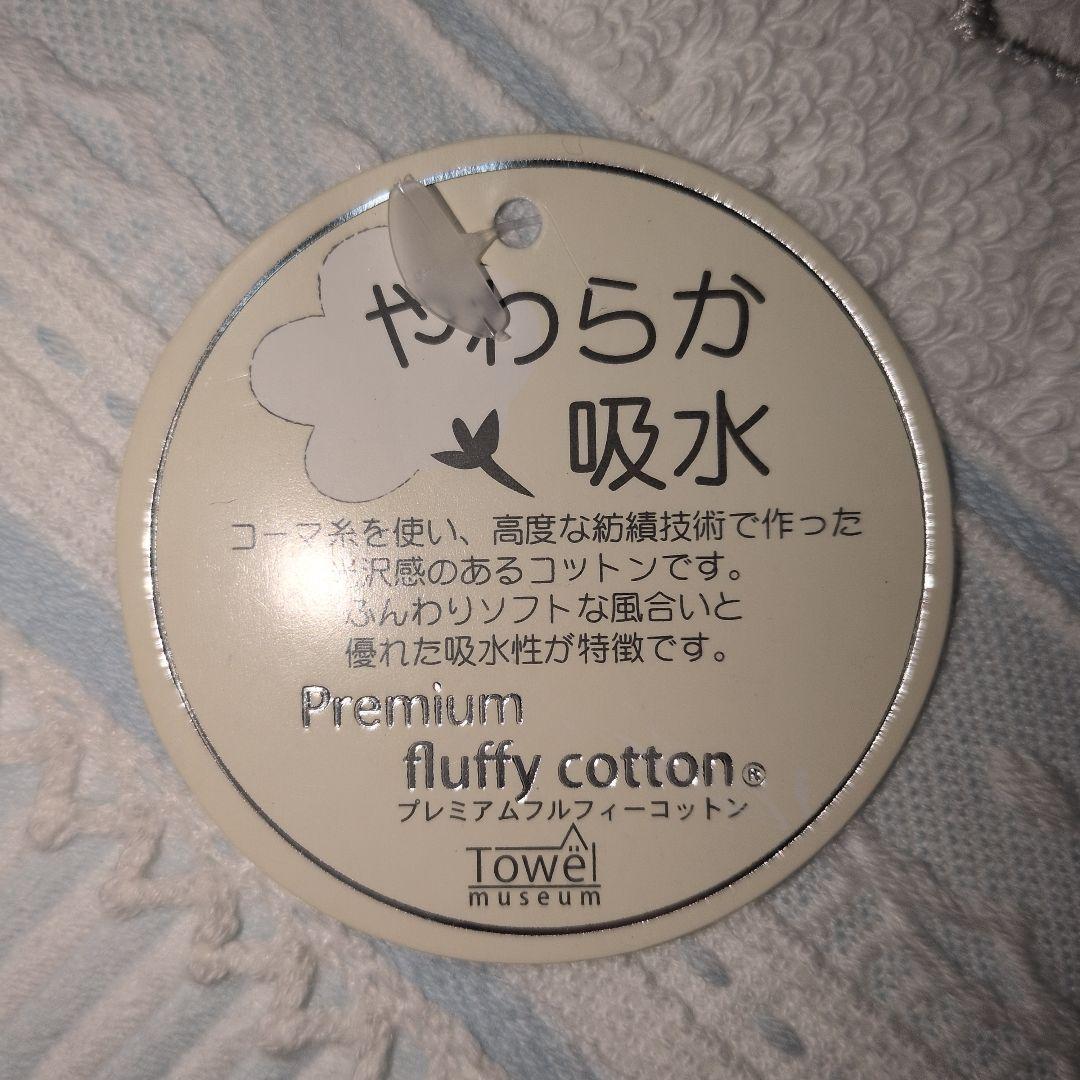 やわらか
吸水
コーマ糸を使い、高度な紡績技術で作った
光沢感のあるコットンです。
ふんわりソフトな風合いと
優れた吸水性が特徴です。
Premium
fluffy cotton®
プレミアムフルフィーコットン
Towël
museum